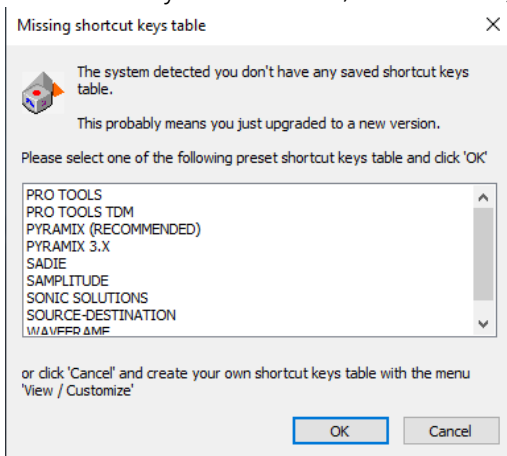 Missing shortcut keys table
The system detected you don't have any saved shortcut keys
table.
This probably means you just upgraded to a new version.
Please select one of the following preset shortcut keys table and click 'OK'
PRO TOOLS
PRO TOOLS TDM
PYRAMIX (RECOMMENDED)
PYRAMIX 3.X
SADIE
SAMPLITUDE
SONIC SOLUTIONS
SOURCE-DESTINATION
WAVEFRAME
or click 'Cancel' and create your own shortcut keys table with the menu
'View / Customize'
OK
Cancel